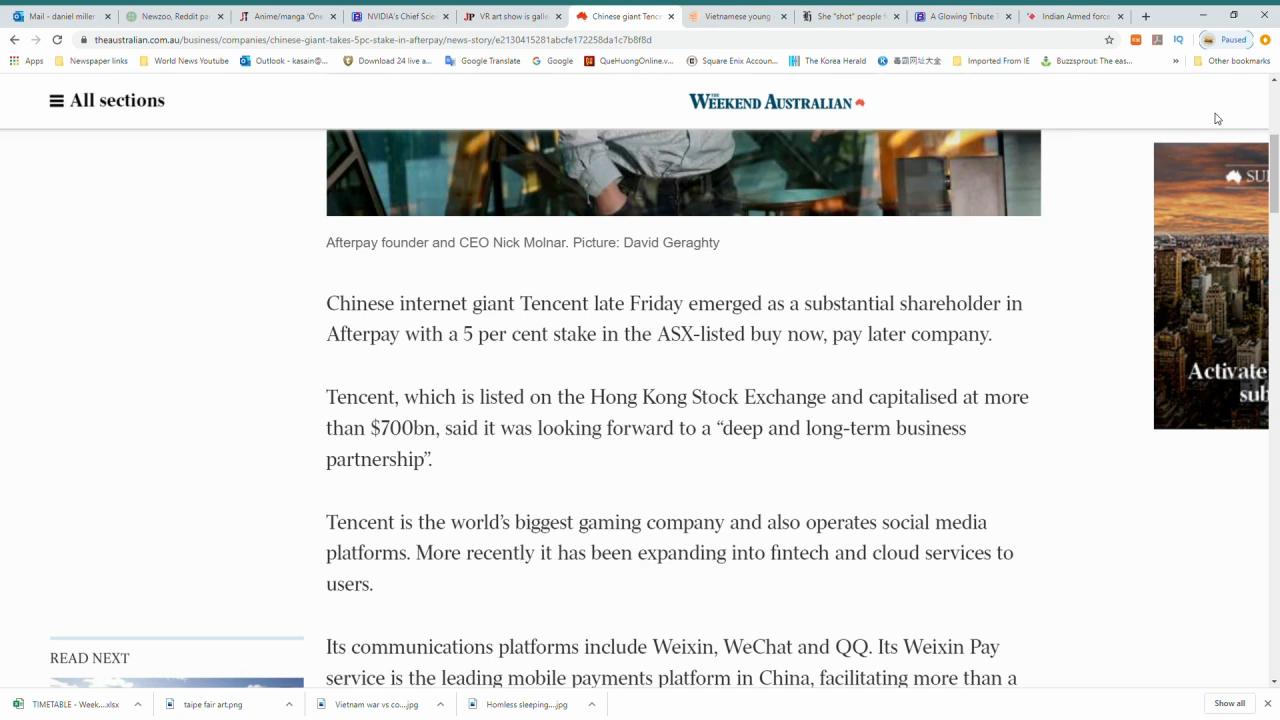 Mail - daniel miller
Newzoo, Reddit pa
Anime/manga 'One
NVIDIA's Chief Scie
VR art show is galle
Chinese giant Tenc
Vietnamese young
She "shot" people f
A Glowing Tribute T
Indian Armed force
theaustralian.com.au/business/companies/chinese-giant-takes-5pc-stake-in-afterpay/news-story/e2130415281abcfe172258da1c7b8f8d
IQ
Paused
Apps
Newspaper links
World News Youtube
Outlook - kasain@...
Download 24 live a...
Google Translate
Google
QueHuongOnline.v...
Square Enix Accoun...
The Korea Herald
毒霸网址大全
Imported From IE
Buzzsprout: The eas...
»
Other bookmarks
All sections
THE WEEKEND AUSTRALIAN
SU
Afterpay founder and CEO Nick Molnar. Picture: David Geraghty
Chinese internet giant Tencent late Friday emerged as a substantial shareholder in
Afterpay with a 5 per cent stake in the ASX-listed buy now, pay later company.
Activate
sub
Tencent, which is listed on the Hong Kong Stock Exchange and capitalised at more
than $700bn, said it was looking forward to a “deep and long-term business
partnership”.
Tencent is the world’s biggest gaming company and also operates social media
platforms. More recently it has been expanding into fintech and cloud services to
users.
Its communications platforms include Weixin, WeChat and QQ. Its Weixin Pay
service is the leading mobile payments platform in China, facilitating more than a
READ NEXT
TIMETABLE - Week....xlsx
taipe fair art.png
Vietnam war vs co....jpg
Homless sleeping....jpg
Show all